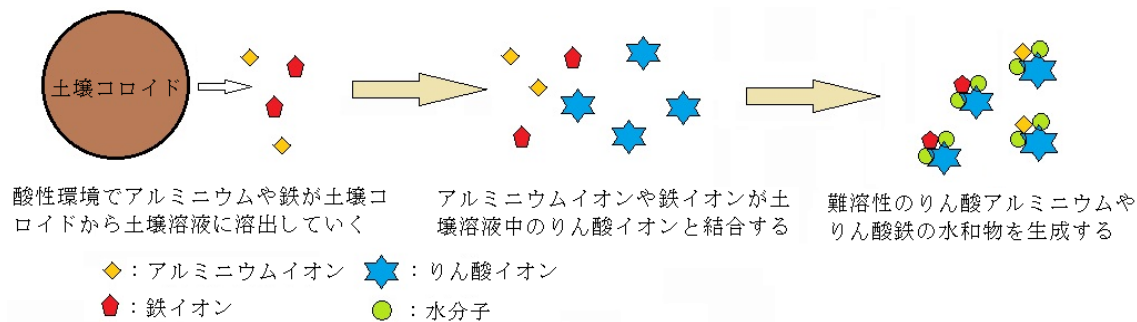 土壌コロイド
酸性環境でアルミニウムや鉄が土壌コ
ロイドから土壌溶液に溶出していく
アルミニウムイオンや鉄イオンが土
壌溶液中のりん酸イオンと結合する
難溶性のりん酸アルミニウムや
りん酸鉄の水和物を生成する
：アルミニウムイオン
：りん酸イオン
：鉄イオン
：水分子